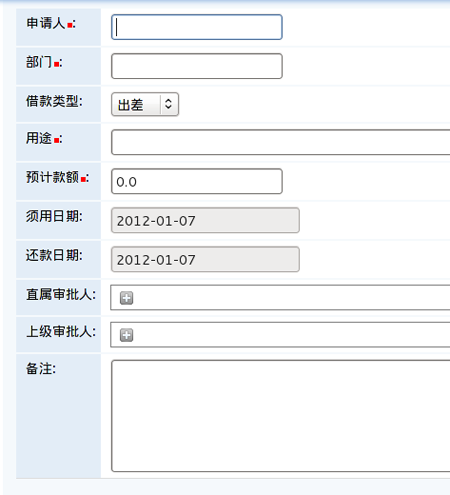 申请人:
部门:
借款类型: 出差
用途:
预计款额: 0.0
须用日期: 2012-01-07
还款日期: 2012-01-07
直属审批人:
上级审批人:
备注: